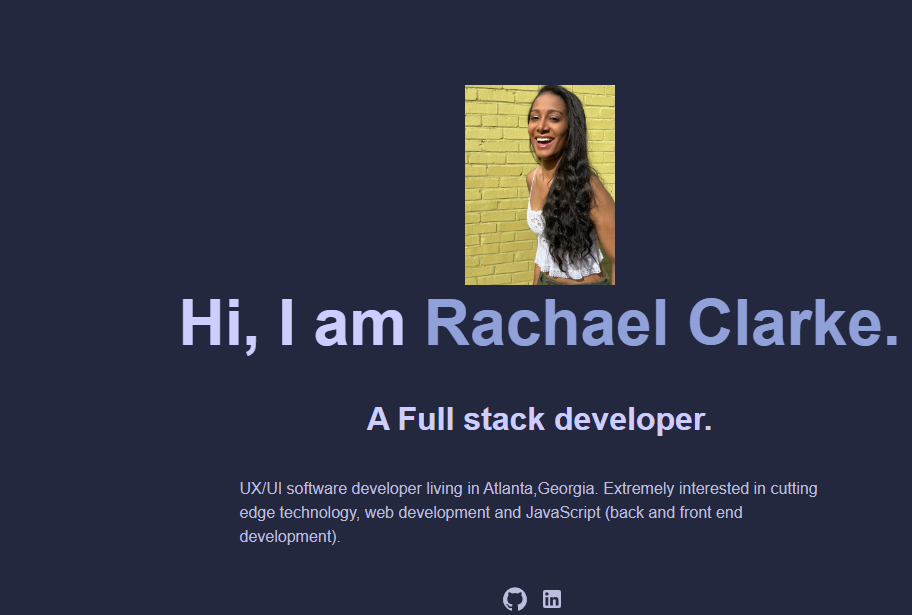 Hi, I am Rachael Clarke.
A Full stack developer.
UX/UI software developer living in Atlanta,Georgia. Extremely interested in cutting
edge technology, web development and JavaScript (back and front end
development).
in